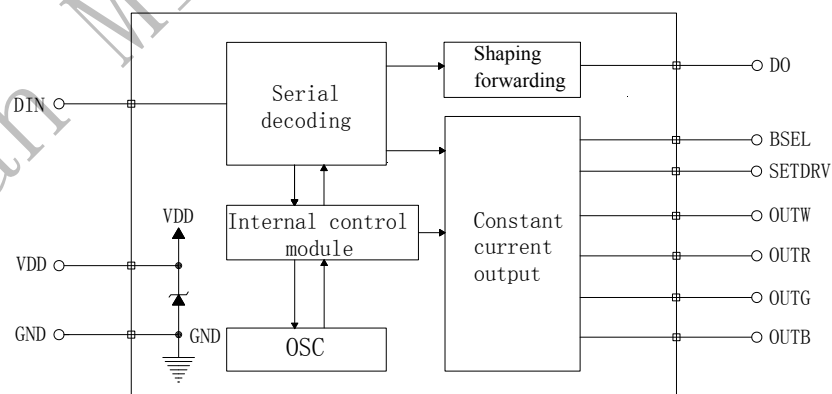 Shaping
forwarding
DO
Serial
decoding
DIN
BSEL
SETDRV
Internal control
module
Constant
current
output
OUTW
OUTR
OUTG
OUTB
VDD
VDD
GND
GND
OSC